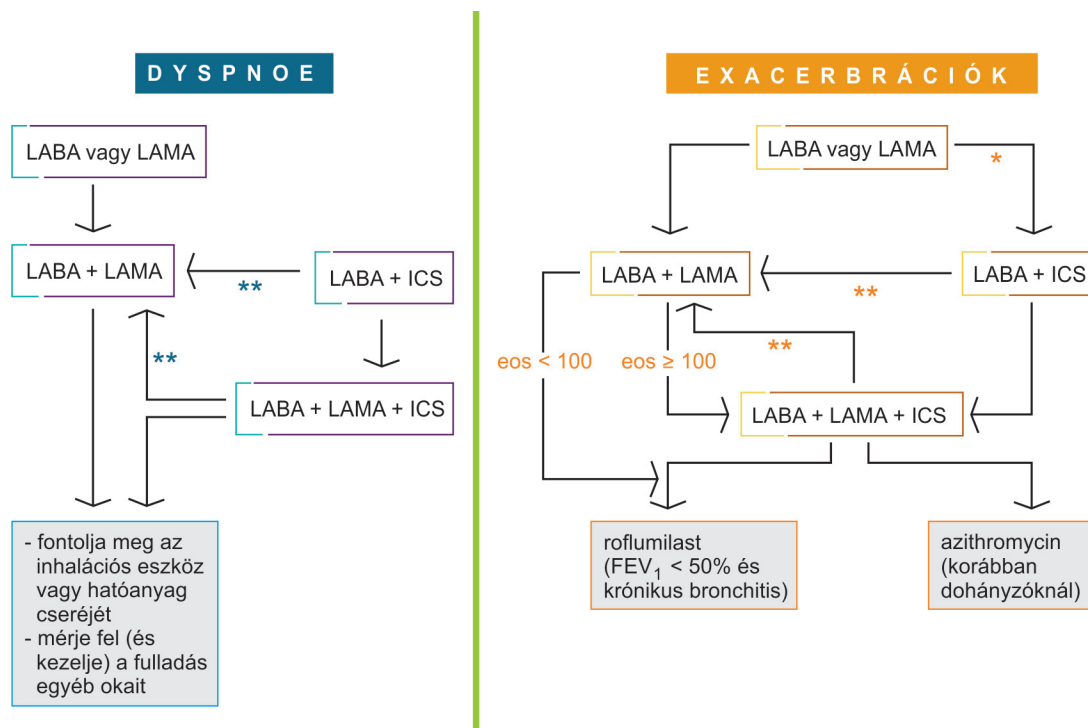 DYSPNOE
LABA vagy LAMA
LABA + LAMA
**
LABA + ICS
**
LABA + LAMA + ICS
- fontolja meg az
inhalációs eszköz
vagy hatóanyag
cseréjét
- mérje fel (és
kezelje) a fulladás
egyéb okait
EXACERBRÁCIÓK
LABA vagy LAMA
*
LABA + LAMA
**
LABA + ICS
eos < 100
eos ≥ 100
**
LABA + LAMA + ICS
roflumilast
(FEV₁ < 50% és
krónikus bronchitis)
azithromycin
(korábban
dohányzóknál)